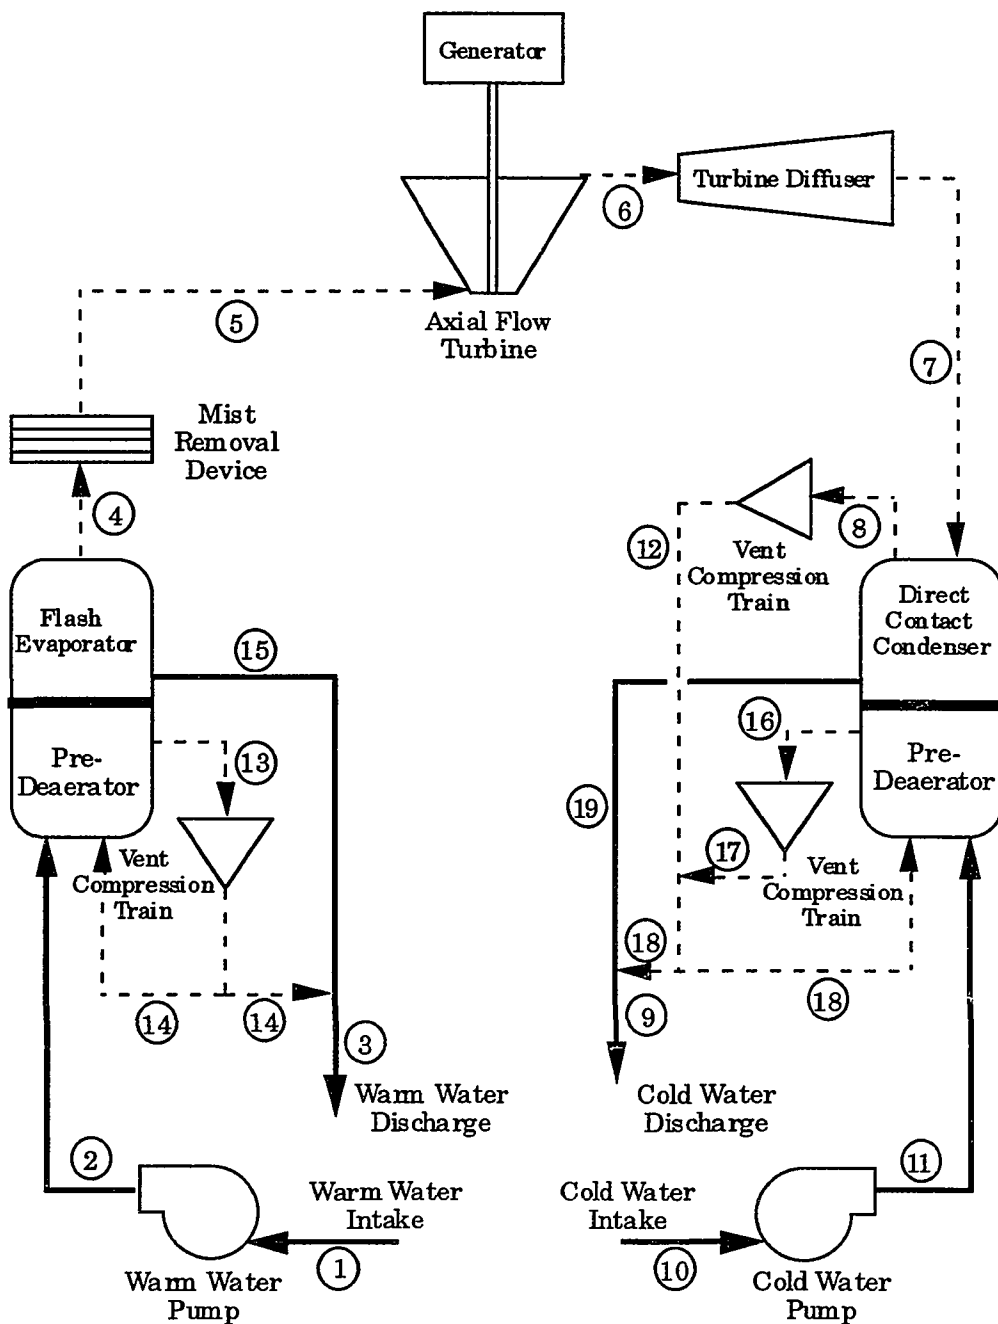 Generator
Turbine Diffuser
6
5
Axial Flow
Turbine
7
Mist
Removal
Device
4
8
12
Vent
Compression
Train
Flash
Evaporator
Direct
Contact
Condenser
15
16
13
Pre-
Deaerator
Pre-
Deaerator
19
17
Vent
Compression
Train
Vent
Compression
Train
18
18
14
14
3
9
Warm Water
Discharge
Cold Water
Discharge
2
11
Warm Water
Intake
Cold Water
Intake
1
10
Warm Water
Pump
Cold Water
Pump